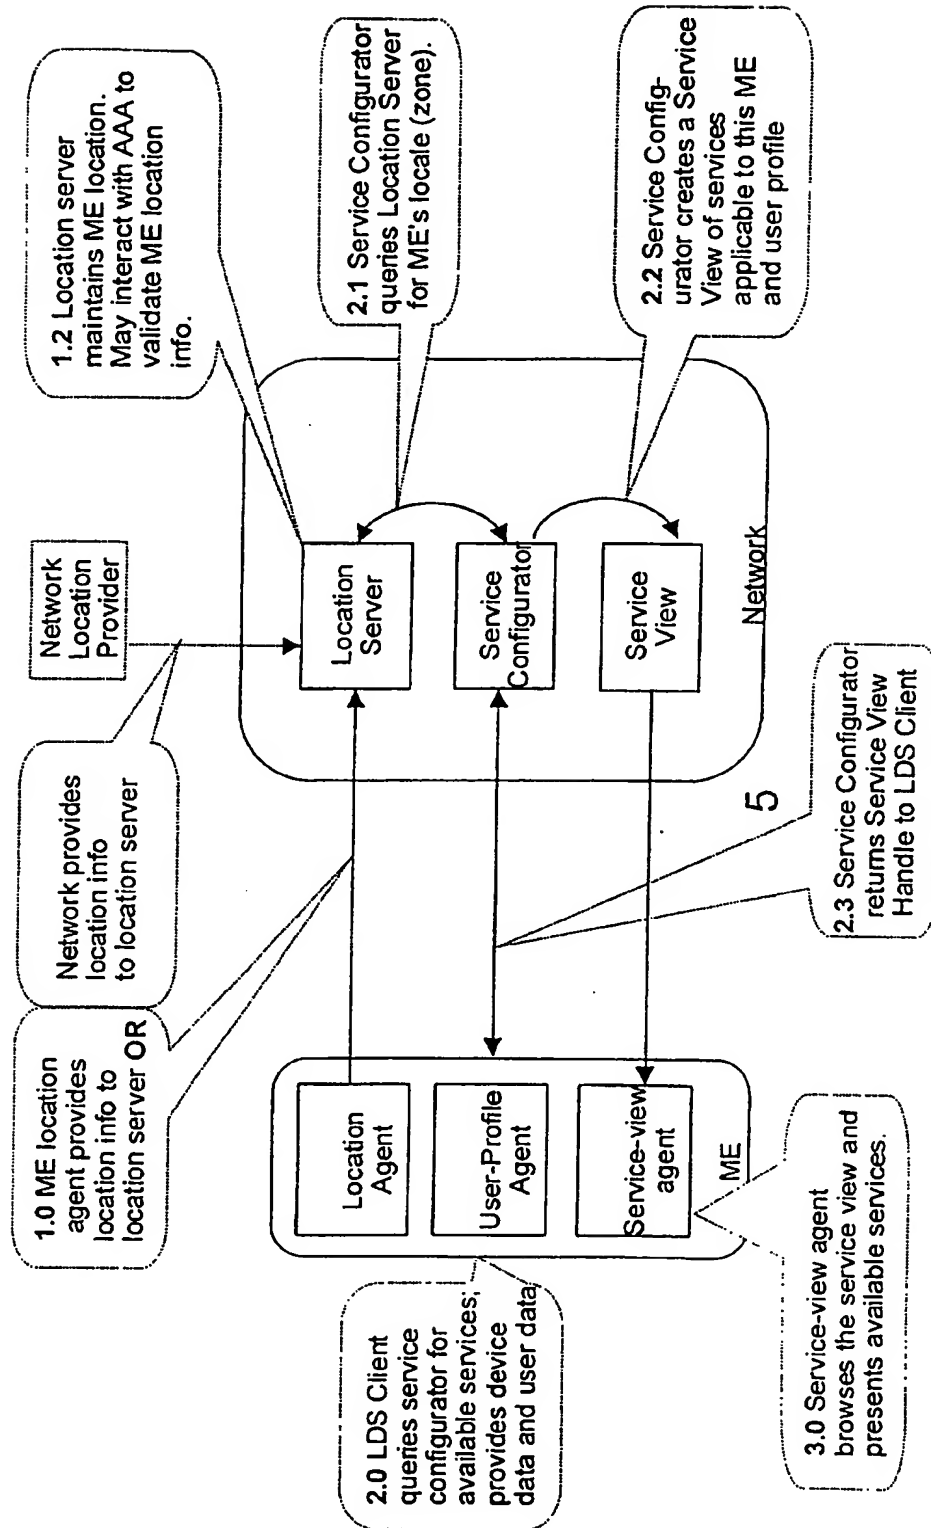 1.0 ME location
agent provides
location info to
location server OR
Network provides
location info
to location server
Network
Location
Provider
1.2 Location server
maintains ME location.
May interact with AAA to
validate ME location
info.
2.1 Service Configurator
queries Location Server
for ME's locale (zone).
2.2 Service Config-
urator creates a Service
View of services
applicable to this ME
and user profile
Location
Server
Service
Configurator
Service
View
Network
Location
Agent
User-Profile
Agent
Service-view
agent
ME
2.0 LDS Client
queries service
configurator for
available services;
provides device
data and user data
5
2.3 Service Configurator
returns Service View
Handle to LDS Client
3.0 Service-view agent
browses the service view and
presents available services.